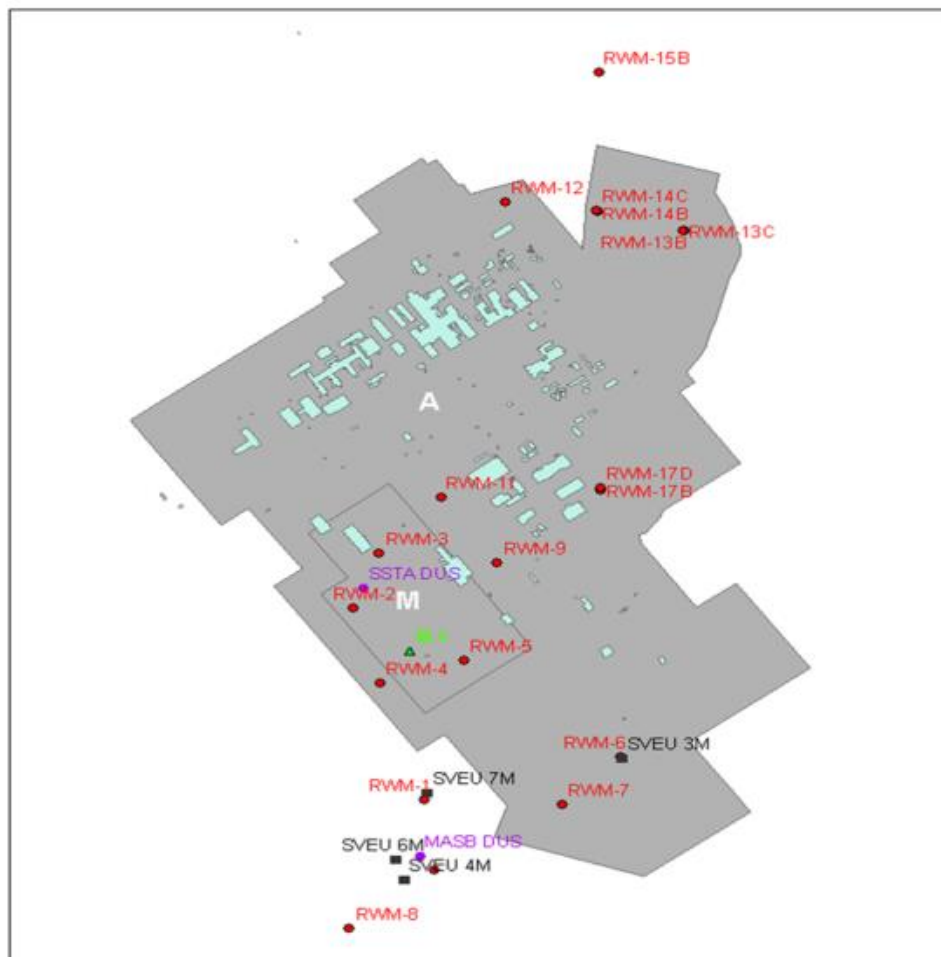 RWM-15B
RWM-12
RWM-14C
RWM-14B
RWM-13B
RWM-13C
A
RWM-17D
RWM-17B
RWM-11
RWM-3
RWM-9
SSTA DUS
RWM-2
M
RWM-5
RWM-4
RWM-6
SVEU 3M
SVEU 7M
RWM-1
RWM-7
MASB DUS
SVEU 6M
SVEU 4M
RWM-8